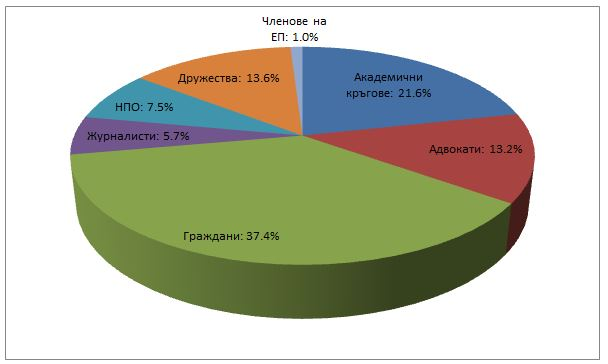 Членове на
ЕП: 1.0%
Академични
кръгове: 21.6%
Дружества: 13.6%
НПО: 7.5%
Журналисти: 5.7%
Адвокати: 13.2%
Граждани: 37.4%